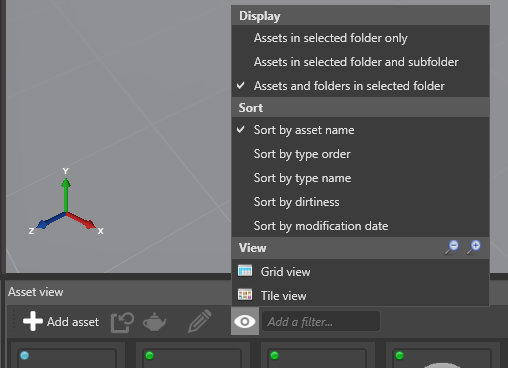 Display
Assets in selected folder only
Assets in selected folder and subfolder
Assets and folders in selected folder
Sort
Sort by asset name
Sort by type order
Sort by type name
Sort by dirtiness
Sort by modification date
View
Grid view
Tile view
Y
Z
X
Asset view
Add asset
Add a filter...